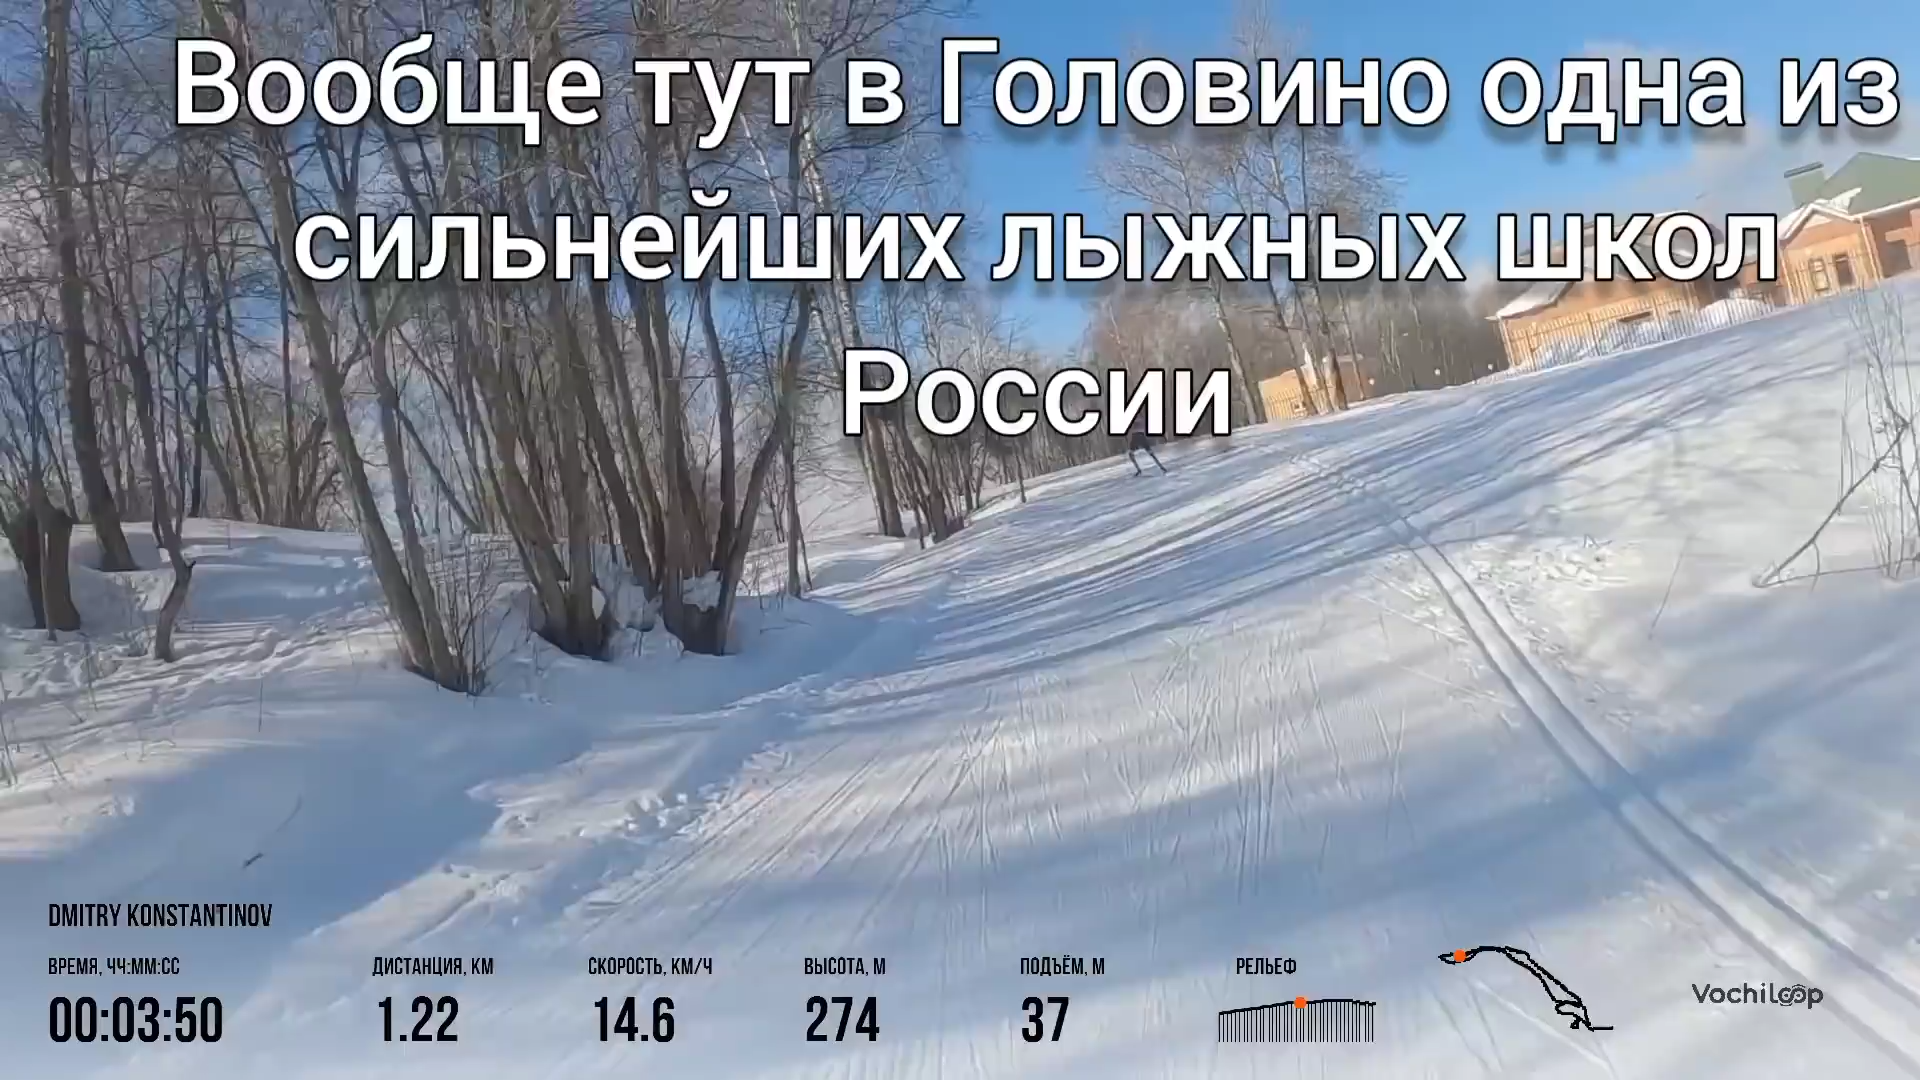 Вообще тут в Головино одна из
сильнейших лыжных школ
России
DMITRY KONSTANTINOV
ВРЕМЯ, ЧЧ:ММ:СС
00:03:50
ДИСТАНЦИЯ, КМ
1.22
СКОРОСТЬ, КМ/Ч
14.6
ВЫСОТА, М
274
ПОДЪЁМ, М
37
РЕЛЬЕФ
Vochiloop